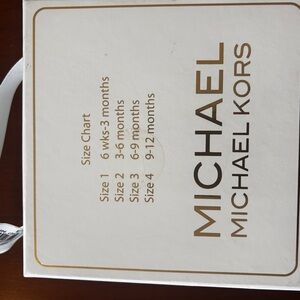 Size Chart
Size 1 6 wks-3 months
Size 2 3-6 months
Size 3 6-9 months
Size 4 9-12 months
MICHAEL
MICHAEL KORS